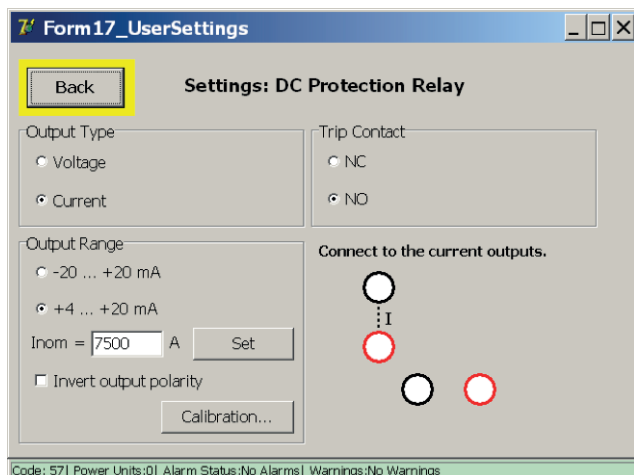 Form17_UserSettings
Back
Settings: DC Protection Relay
Output Type
Voltage
Current
Trip Contact
NC
NO
Output Range
-20 ... +20 mA
+4 ... +20 mA
Inom = 7500 A Set
Invert output polarity
Calibration...
Connect to the current outputs.
I
Code: 57| Power Units:0| Alarm Status:No Alarms| Warnings:No Warnings